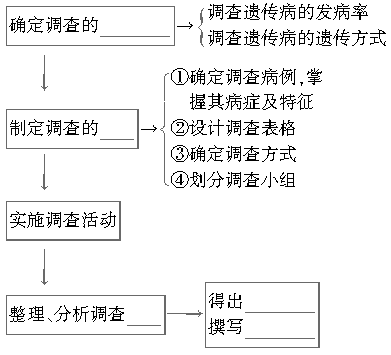 确定调查的________
调查遗传病的发病率
调查遗传病的遗传方式
制定调查的____
①确定调查病例,掌
握其病症及特征
②设计调查表格
③确定调查方式
④划分调查小组
实施调查活动
整理、分析调查____
得出________
撰写________